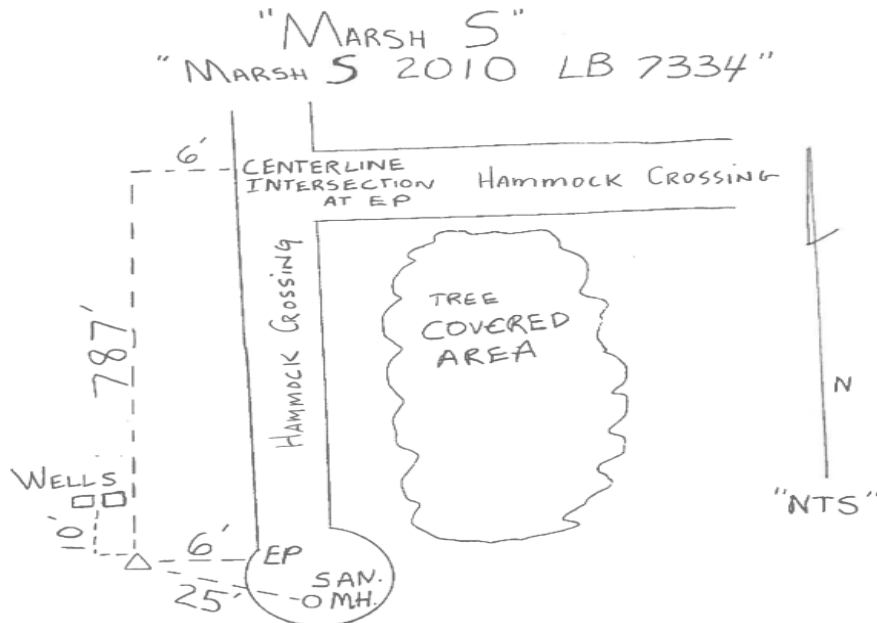 "MARSH S"
"MARSH S 2010 LB 7334"
6'
CENTERLINE
INTERSECTION
AT EP
HAMMOCK CROSSING
HAMMOCK CROSSING
TREE
COVERED
AREA
787'
N
"NTS"
WELLS
10'
6'
EP
25'
SAN.
MH.